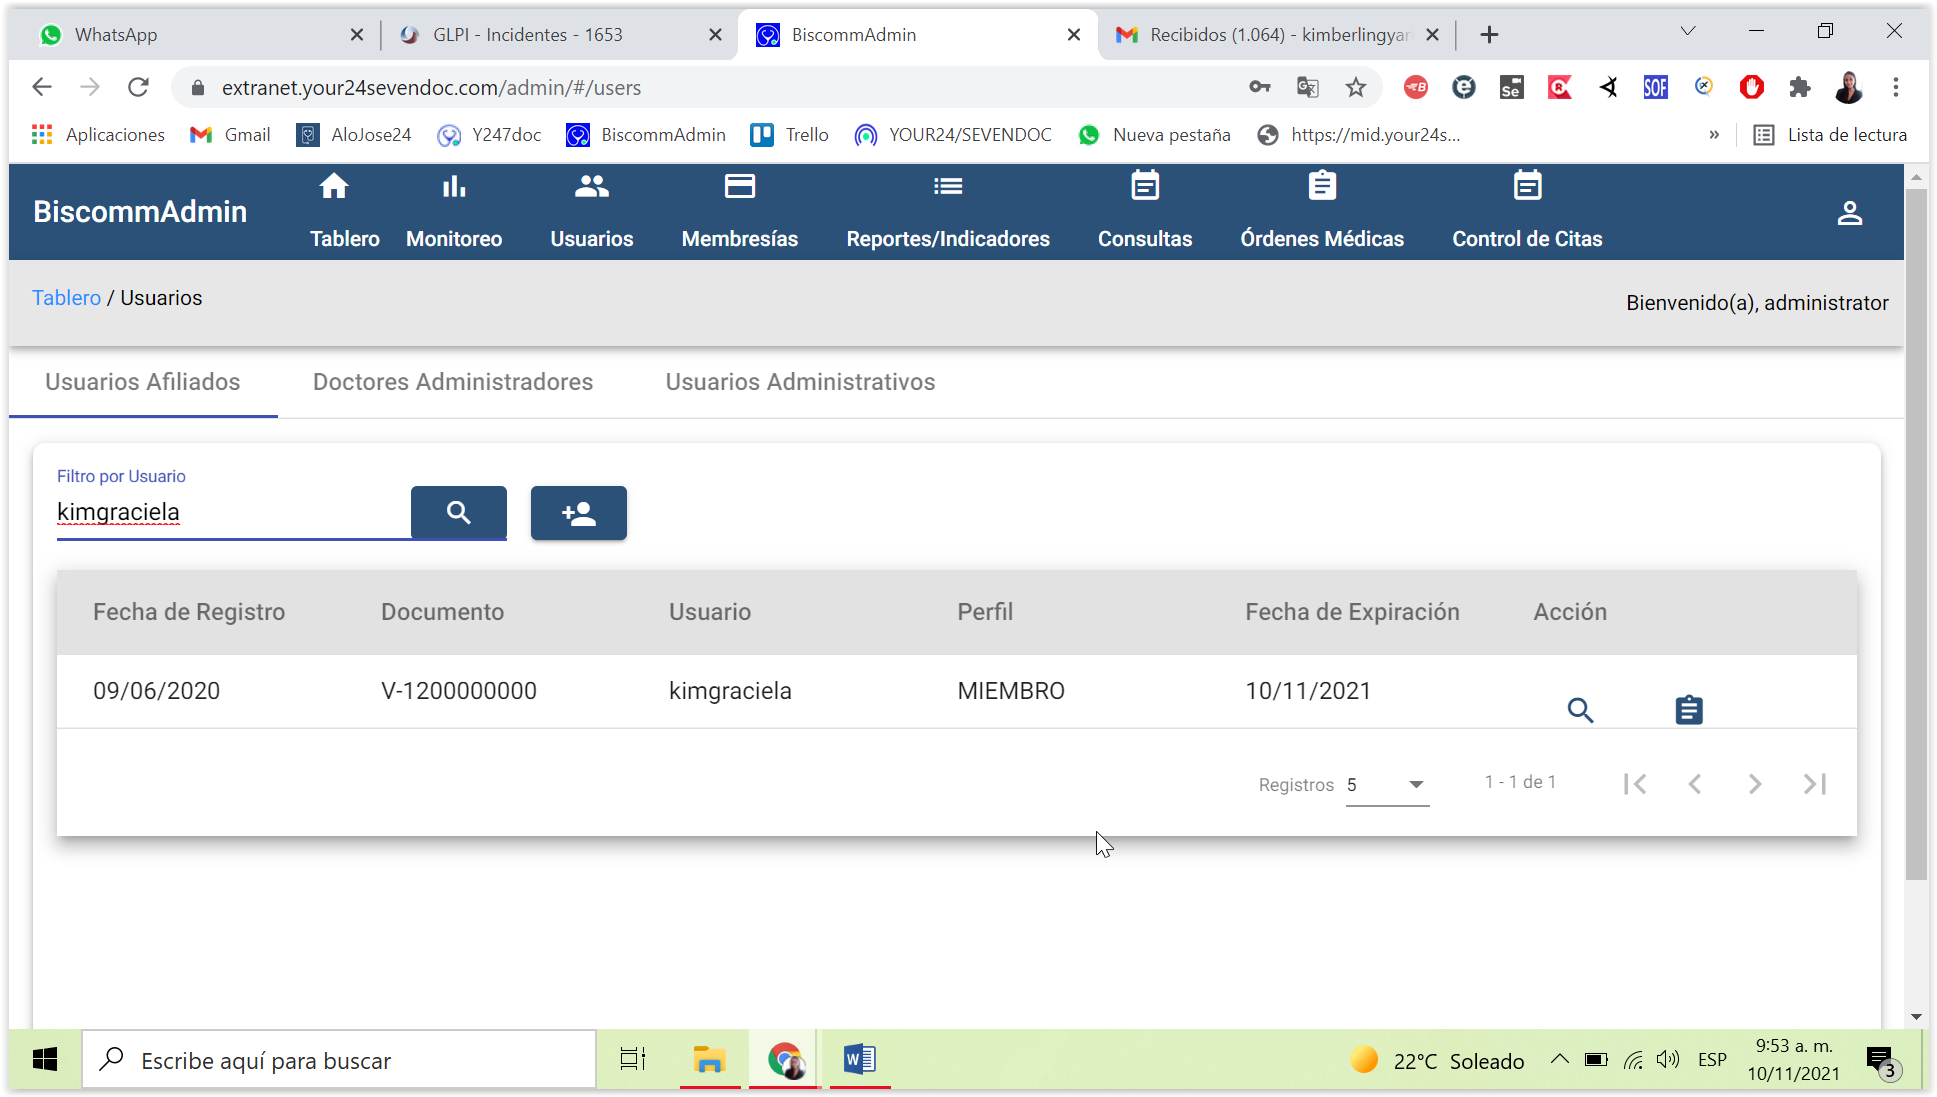 WhatsApp
GLPI - Incidentes - 1653
BiscommAdmin
Recibidos (1.064) - kimberlingyar
extranet.your24sevendoc.com/admin/#/users
Aplicaciones
Gmail
AloJose24
Y247doc
BiscommAdmin
Trello
YOUR24/SEVENDOC
Nueva pestaña
https://mid.your24s...
»
Lista de lectura
BiscommAdmin
Tablero
Monitoreo
Usuarios
Membresías
Reportes/Indicadores
Consultas
Órdenes Médicas
Control de Citas
Tablero / Usuarios
Bienvenido(a), administrator
Usuarios Afiliados
Doctores Administradores
Usuarios Administrativos
Filtro por Usuario
kimgraciela
Fecha de Registro
Documento
Usuario
Perfil
Fecha de Expiración
Acción
09/06/2020
V-1200000000
kimgraciela
MIEMBRO
10/11/2021
Registros 5
1 - 1 de 1
Escribe aquí para buscar
22°C Soleado
ESP
9:53 a. m.
10/11/2021
3